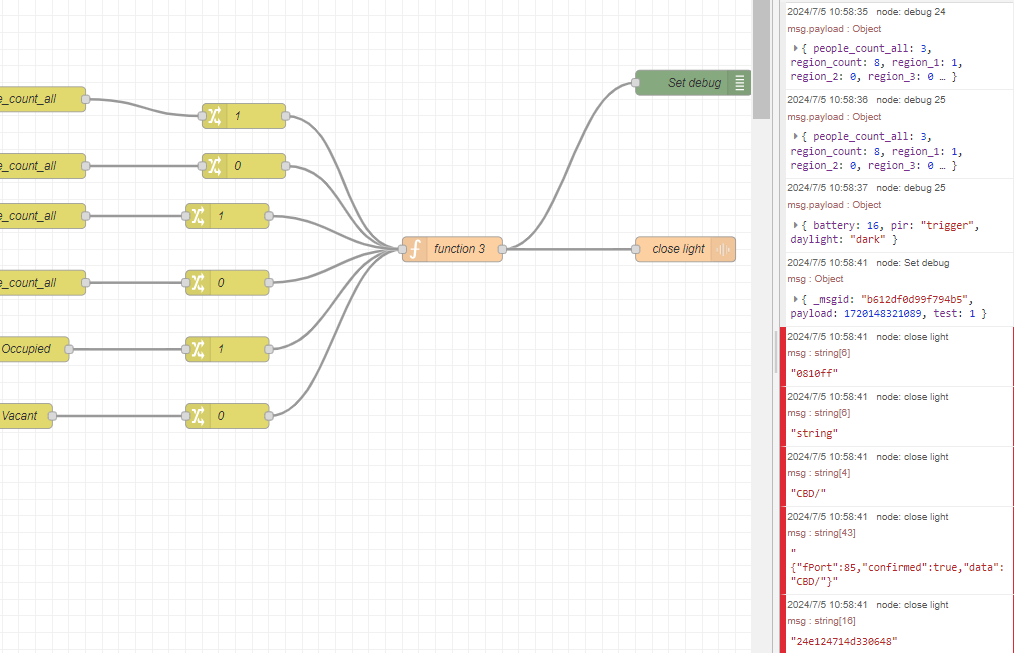 e_count_all
1
e_count_all
0
e_count_all
1
e_count_all
0
Occupied
1
Vacant
0
function 3
Set debug
close light
2024/7/5 10:58:35 node: debug 24
msg.payload : Object
{ people_count_all: 3,
region_count: 8, region_1: 1,
region_2: 0, region_3: 0 … }
2024/7/5 10:58:36 node: debug 25
msg.payload : Object
{ people_count_all: 3,
region_count: 8, region_1: 1,
region_2: 0, region_3: 0 … }
2024/7/5 10:58:37 node: debug 25
msg.payload : Object
{ battery: 16, pir: "trigger",
daylight: "dark" }
2024/7/5 10:58:41 node: Set debug
msg : Object
{ _msgid: "b612df0d99f794b5",
payload: 1720148321089, test: 1 }
2024/7/5 10:58:41 node: close light
msg : string[6]
"0810ff"
2024/7/5 10:58:41 node: close light
msg : string[6]
"string"
2024/7/5 10:58:41 node: close light
msg : string[4]
"CBD/"
2024/7/5 10:58:41 node: close light
msg : string[43]
"
{"fPort":85,"confirmed":true,"data":
"CBD/"}"
2024/7/5 10:58:41 node: close light
msg : string[16]
"24e124714d330648"